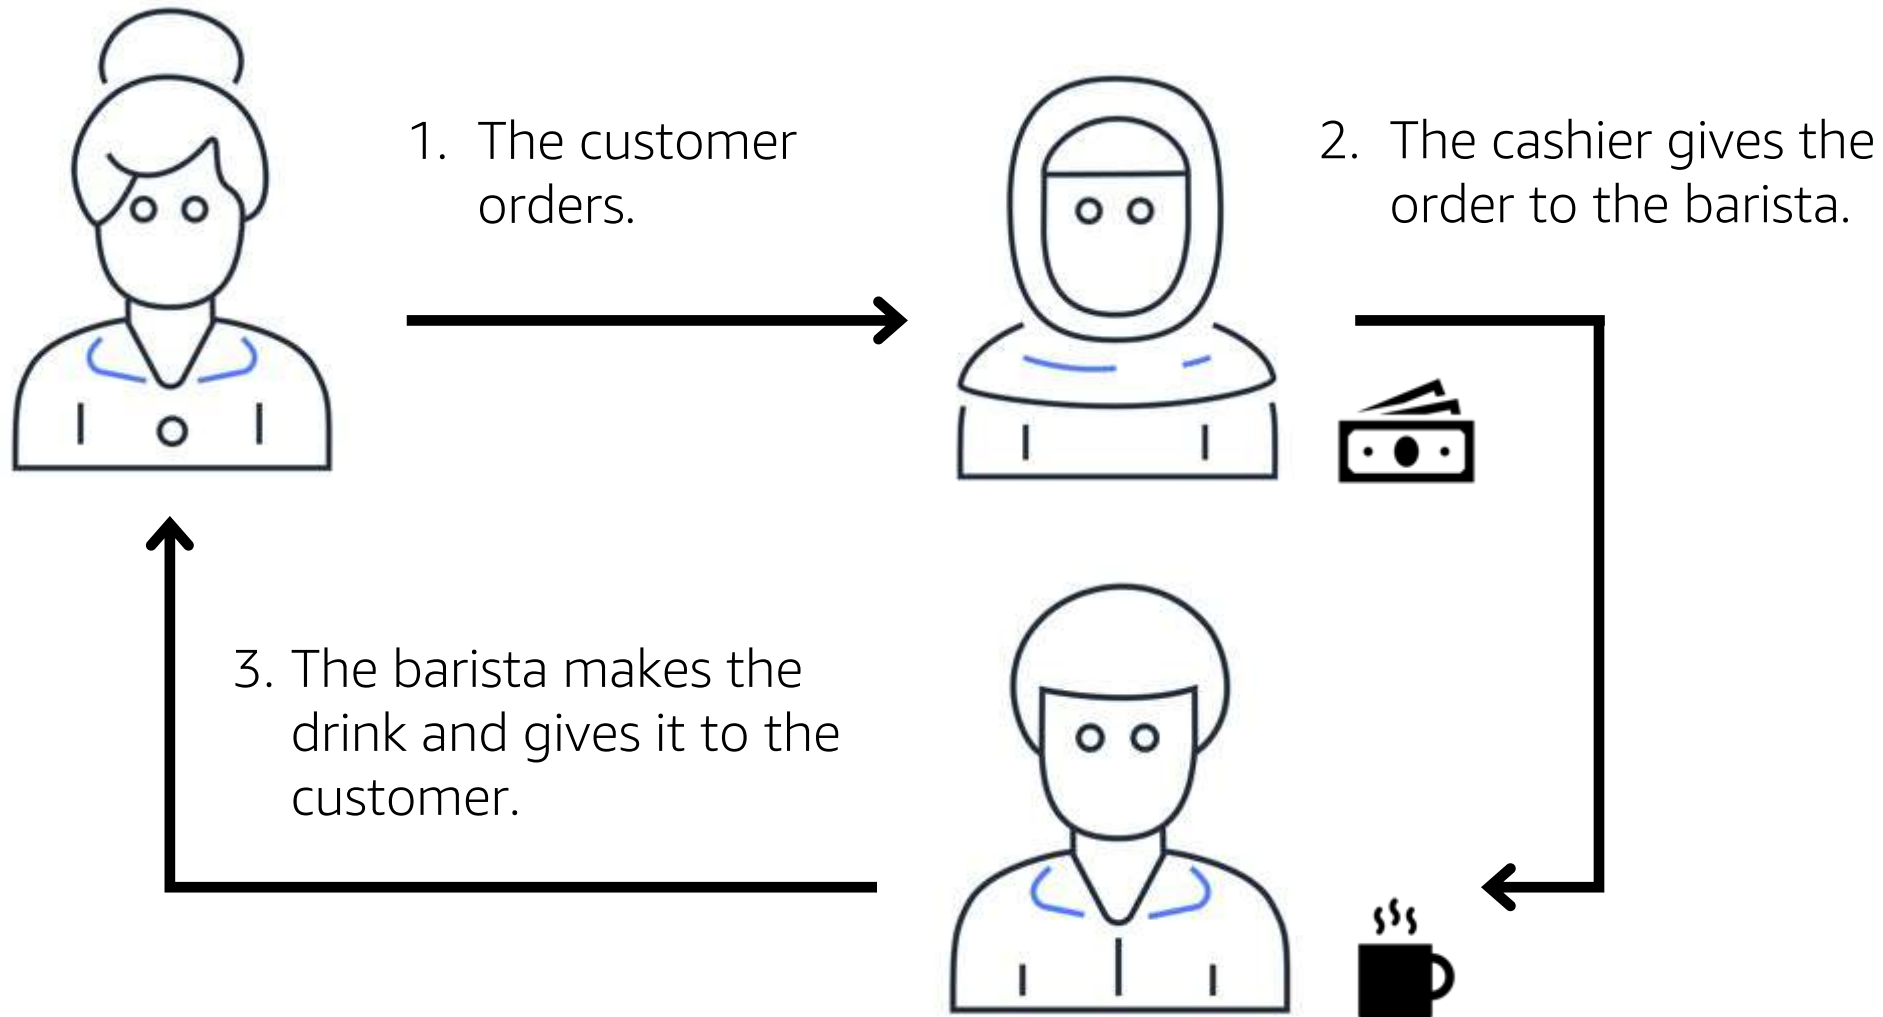 1. The customer
orders.
2. The cashier gives the
order to the barista.
3. The barista makes the
drink and gives it to the
customer.